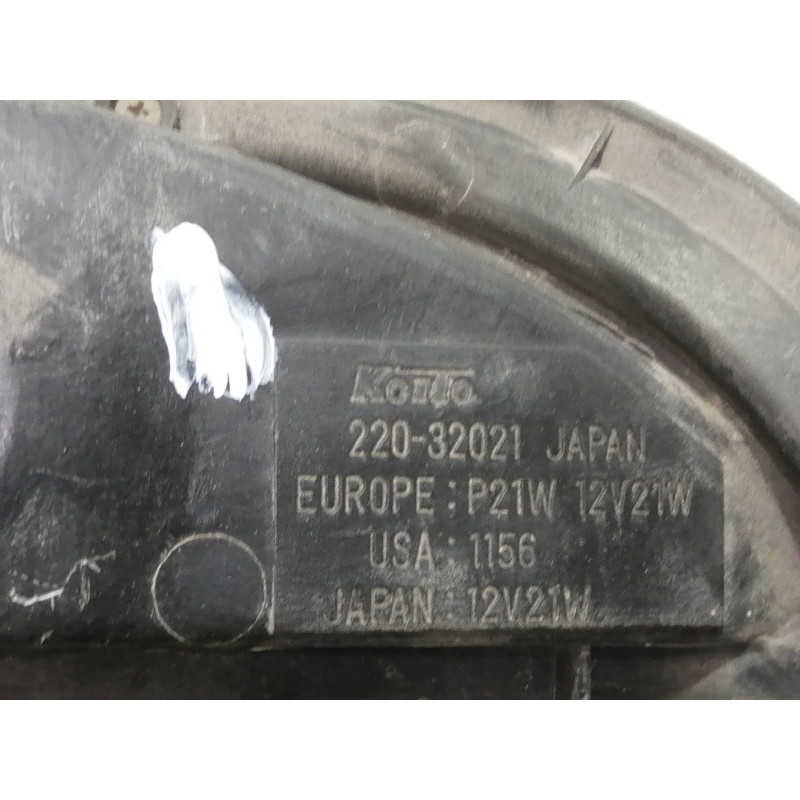 Koito
220-32021 JAPAN
EUROPE : P21W 12V21W
USA : 1156
JAPAN : 12V21W